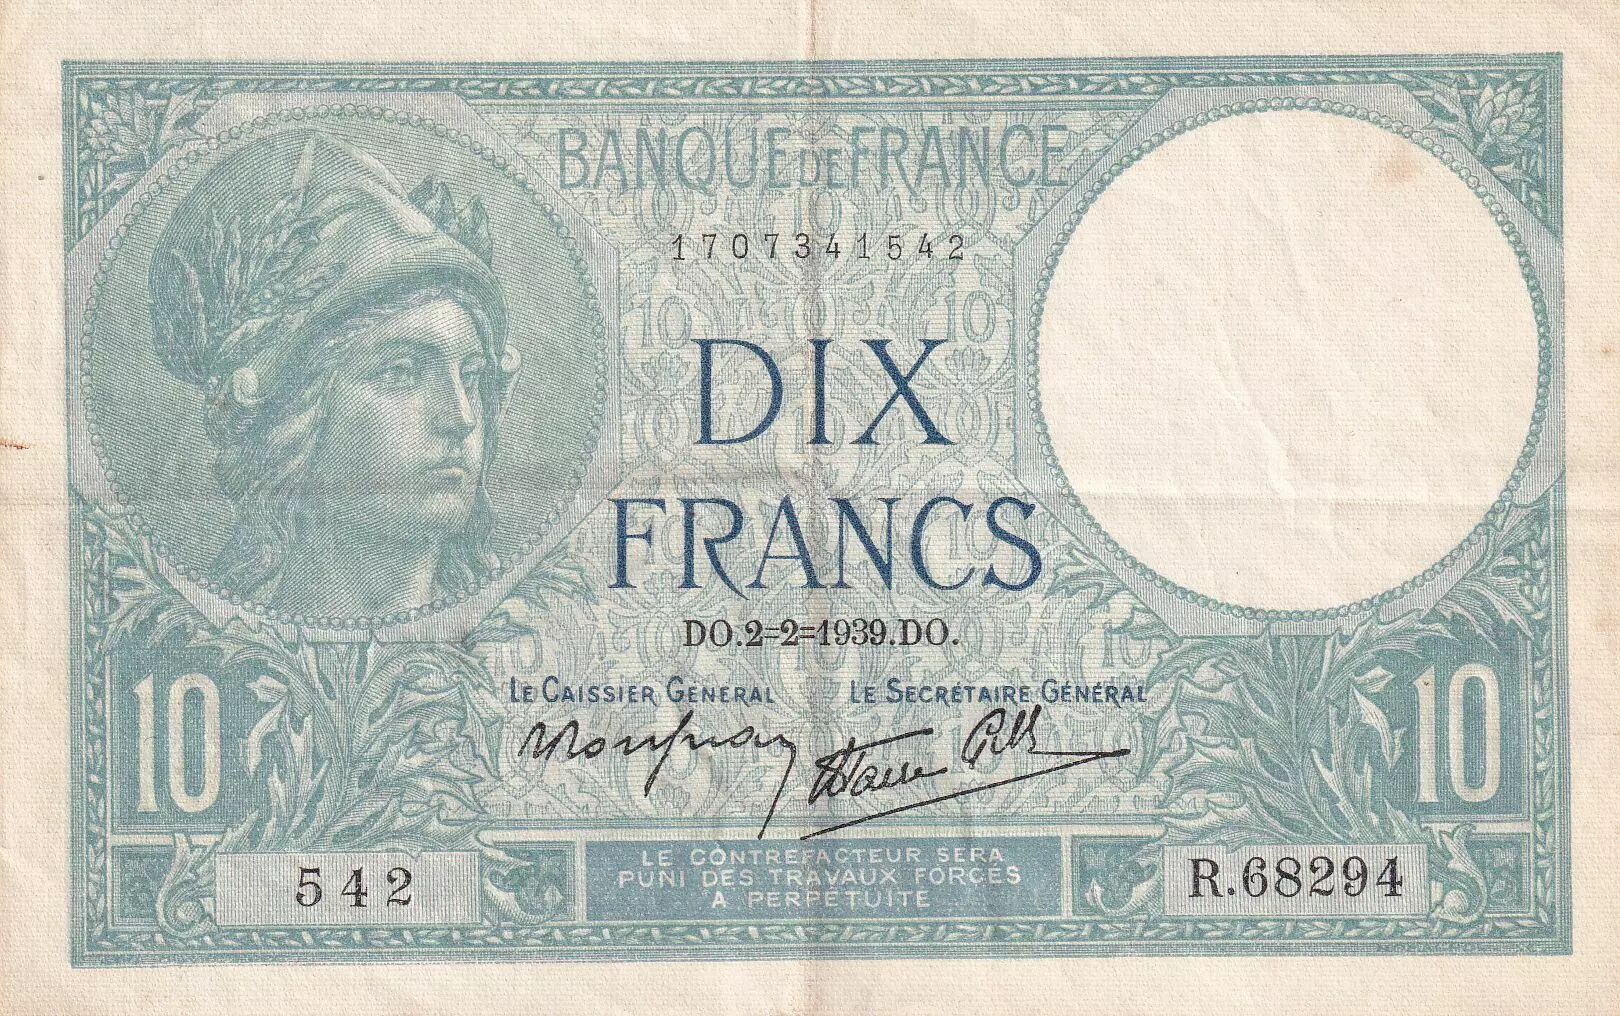 BANQUE DE FRANCE
1707341542
DIX
FRANCS
DO.2=2=1939.DO.
LE CAISSIER GÉNÉRAL LE SECRÉTAIRE GÉNÉRAL
10 10
542 R.68294
LE CONTREFACTEUR SERA
PUNI DES TRAVAUX FORCÉS
À PERPÉTUITÉ